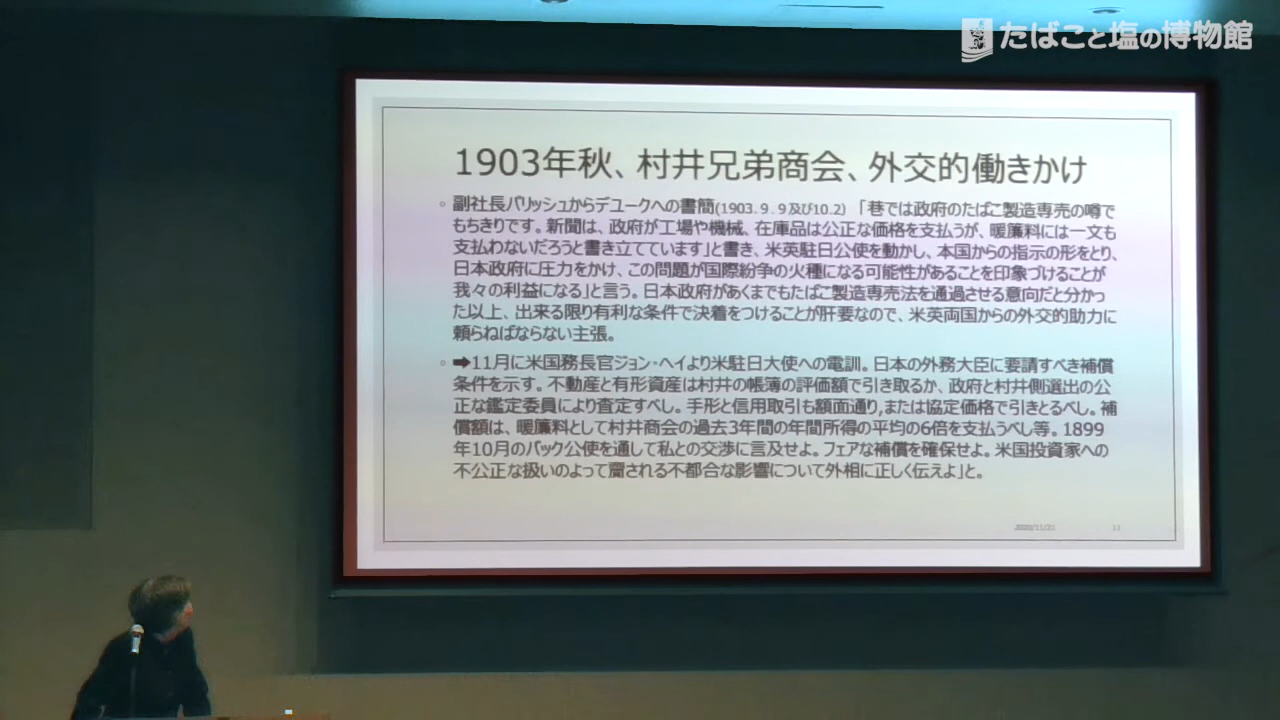 たばこと塩の博物館
1903年秋、村井兄弟商会、外交的働きかけ
◦ 副社長パリッシュからデュークへの書簡(1903. 9. 9及び10.2)「巷では政府のたばこ製造専売の噂で
もちきりです。新聞は、政府が工場や機械、在庫品は公正な価格を支払うが、暖簾料には一文も
支払わないだろうと書き立てています」と書き、米英駐日公使を動かし、本国からの指示の形をとり、
日本政府に圧力をかけ、この問題が国際紛争の火種になる可能性があることを印象づけることが
我々の利益になる」と言う。日本政府があくまでもたばこ製造専売法を通過させる意向だと分かっ
た以上、出来る限り有利な条件で決着をつけることが肝要なので、米英両国からの外交的助力に
頼らねばならない主張。
◦ ➡11月に米国務長官ジョン・ヘイより米駐日大使への電訓。日本の外務大臣に要請すべき補償
条件を示す。不動産と有形資産は村井の帳簿の評価額で引き取るか、政府と村井側選出の公
正な鑑定委員により査定すべし。手形と信用取引も額面通り,または協定価格で引きとるべし。補
償額は、暖簾料として村井商会の過去3年間の年間所得の平均の6倍を支払うべし等。1899
年10月のバック公使を通して私との交渉に言及せよ。フェアな補償を確保せよ。米国投資家への
不公正な扱いのよって齎される不都合な影響について外相に正しく伝えよ」と。
2020/11/21
11